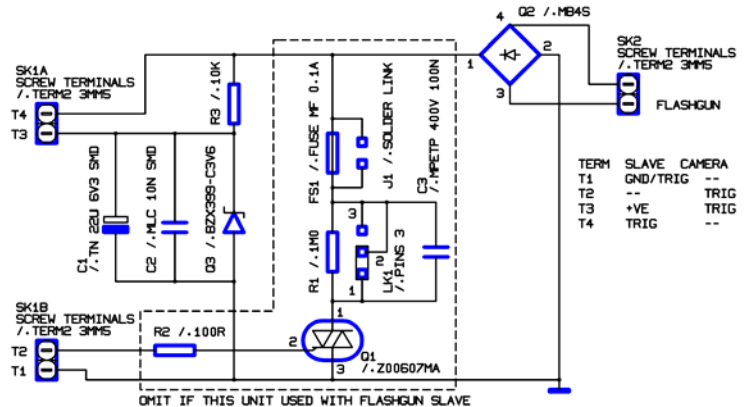 4 Q2 /.MB4S
1 2
3
SK2
SCREW TERMINALS
/.TERM2 3MM5
FLASHGUN
SK1A
SCREW TERMINALS
/.TERM2 3MM5
T4
T3
R3 /.10K
FS1 /.FUSE MF 0.1A
J1 /.SOLDER LINK
C3
/.MPETP 400V 100N
TERM SLAVE CAMERA
T1 GND/TRIG --
T2 -- TRIG
T3 +VE TRIG
T4 TRIG --
C1
/.TN 22U 6V3 SMD
C2 /.MLC 10N SMD
Q3 /.BZX399-C3V6
R1 /.1M0
3
2
1
LK1
/.PINS 3
SK1B
SCREW TERMINALS
/.TERM2 3MM5
T2
T1
R2 /.100R
1
2
3
Q1
/.Z00607MA
OMIT IF THIS UNIT USED WITH FLASHGUN SLAVE